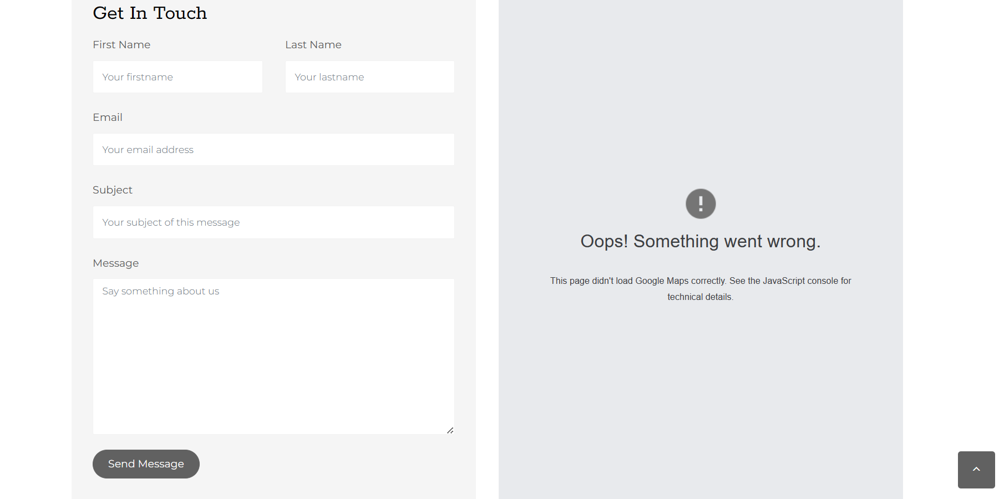 Get In Touch
First Name
Last Name
Your firstname
Your lastname
Email
Your email address
Subject
Your subject of this message
Message
Say something about us
Send Message
Oops! Something went wrong.
This page didn't load Google Maps correctly. See the JavaScript console for
technical details.